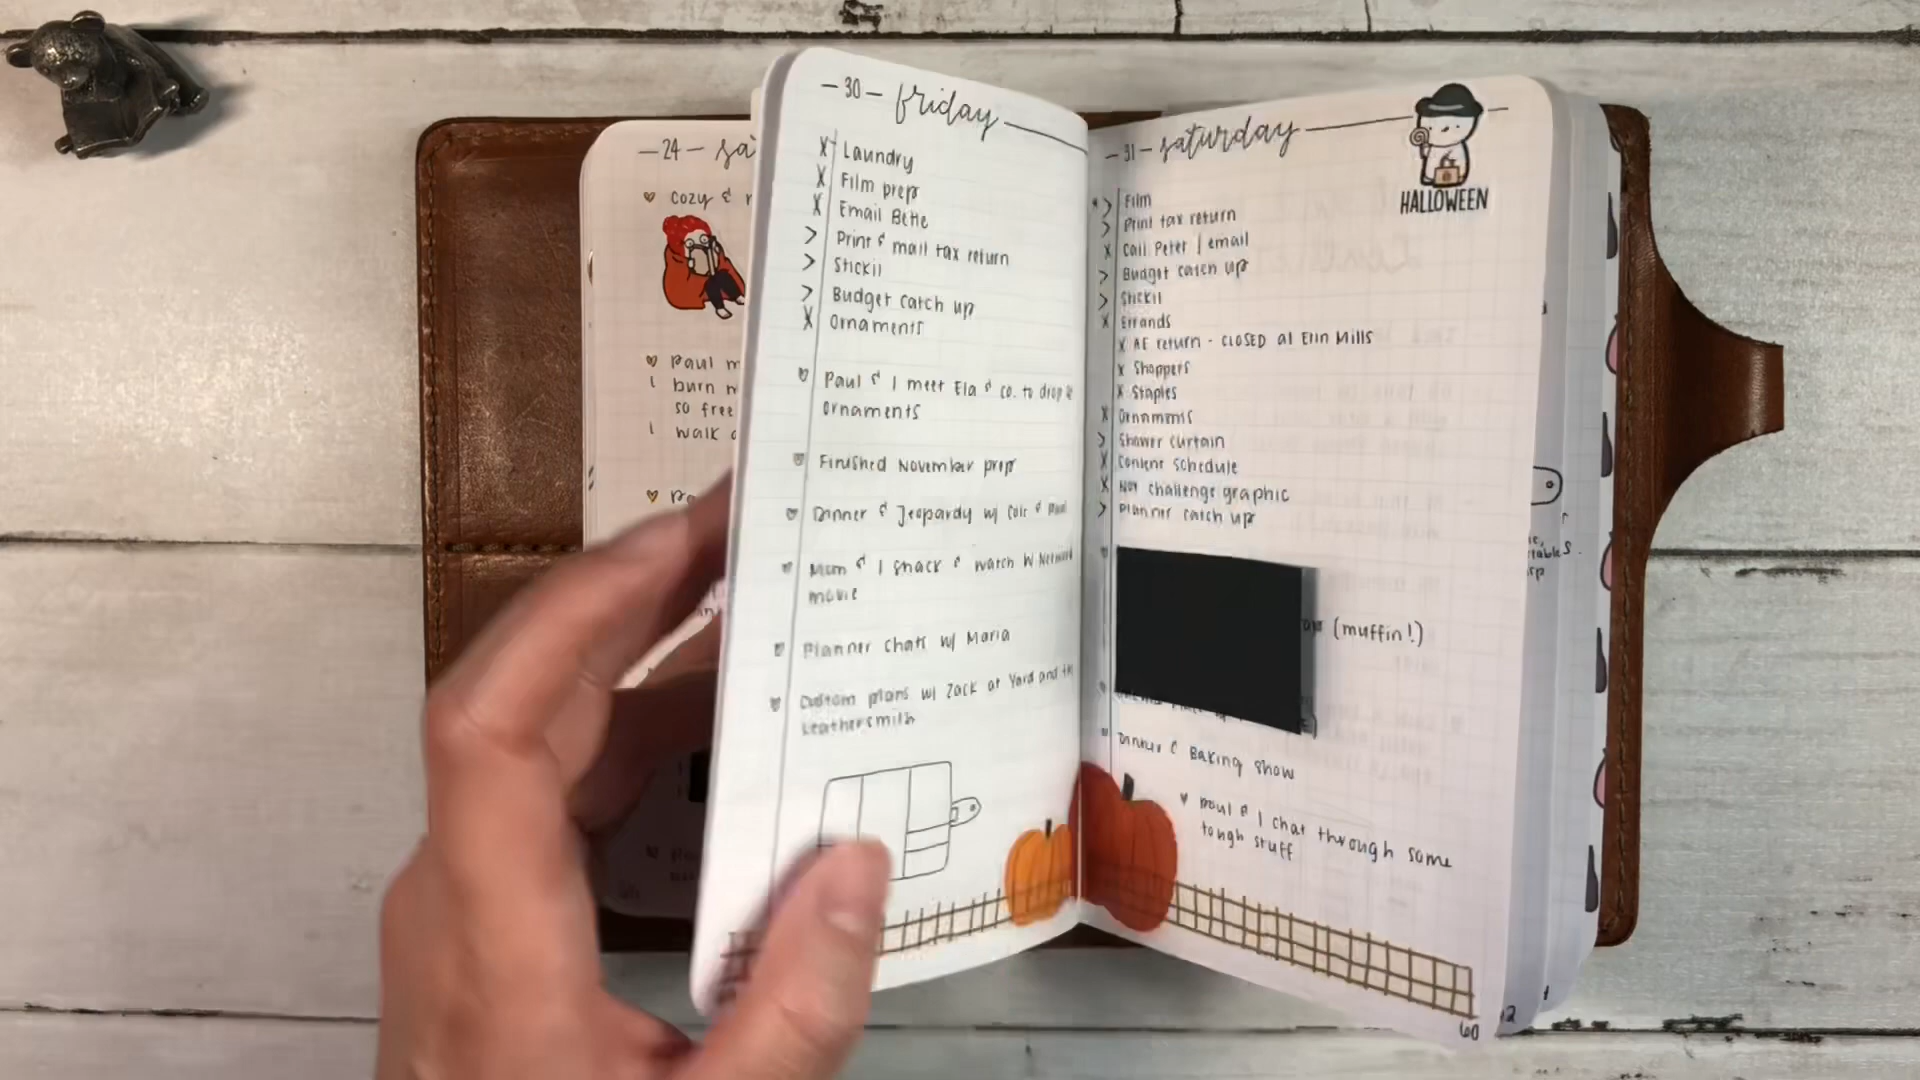 — 24 — sa
♡ cozy &
♡ Paul m
I burn m
so free
I walk
— 30 — friday
X Laundry
X Film prep
X Email Bette
> Print & mail tax return
> Stickii
> Budget catch up
X Ornaments
♡ Paul & I meet Ela & co. to drop
ornaments
♡ Finished November prep
♡ Dinner & Jeopardy w/ &
♡ Mom & I snack & watch
movie
♡ Planner chats w/ Maria
♡ Custom plans w/ Zack at Yard and
Leathersmith
— 31 — saturday
HALLOWEEN
• > Film
> Print tax return
X Call Peter / email
> Budget catch up
> Stickii
X Errands
X AE return - CLOSED at Erin Mills
X Shoppers
X Staples
X Ornaments
> Shower curtain
X Content schedule
X Nov challenge graphic
> Planner catch up
(muffin!)
Dinner & Baking show
♥ Paul & I chat through some
tough stuff
60